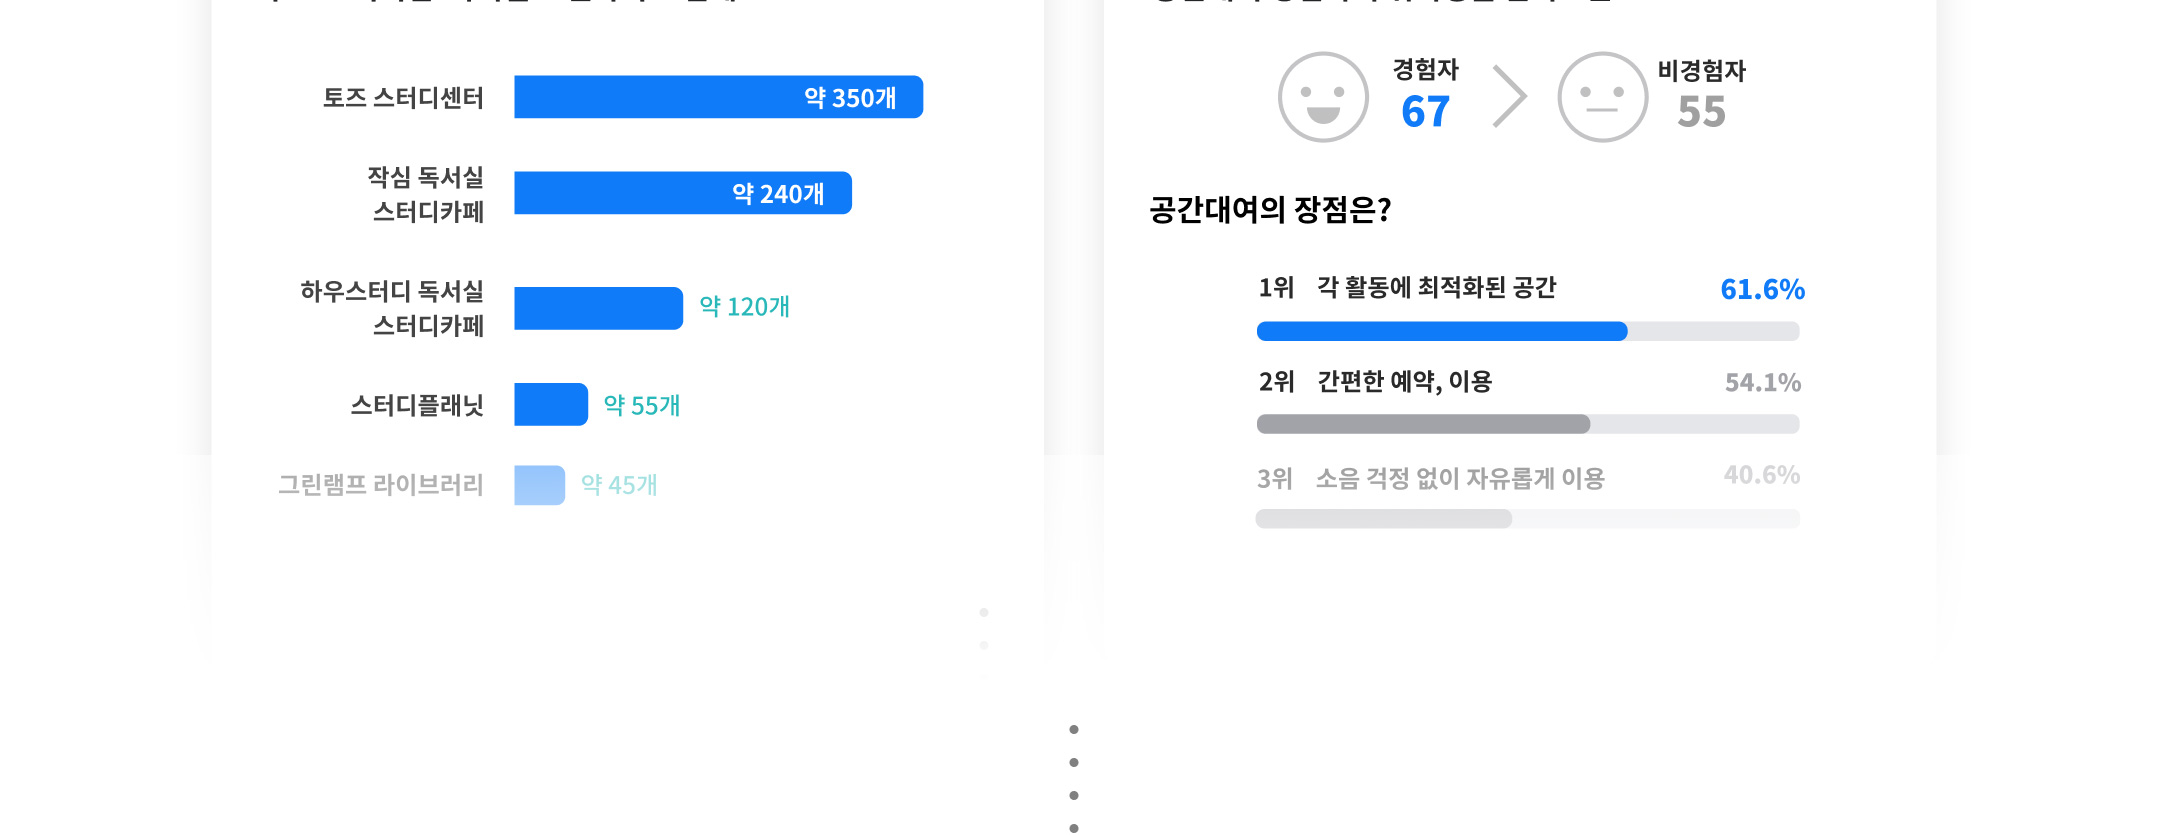 토즈 스터디센터
약 350개
작심 독서실
스터디카페
약 240개
하우스터디 독서실
스터디카페
약 120개
스터디플래닛
약 55개
그린램프 라이브러리
약 45개
경험자
67
비경험자
55
공간대여의 장점은?
1위 각 활동에 최적화된 공간 61.6%
2위 간편한 예약, 이용 54.1%
3위 소음 걱정 없이 자유롭게 이용 40.6%